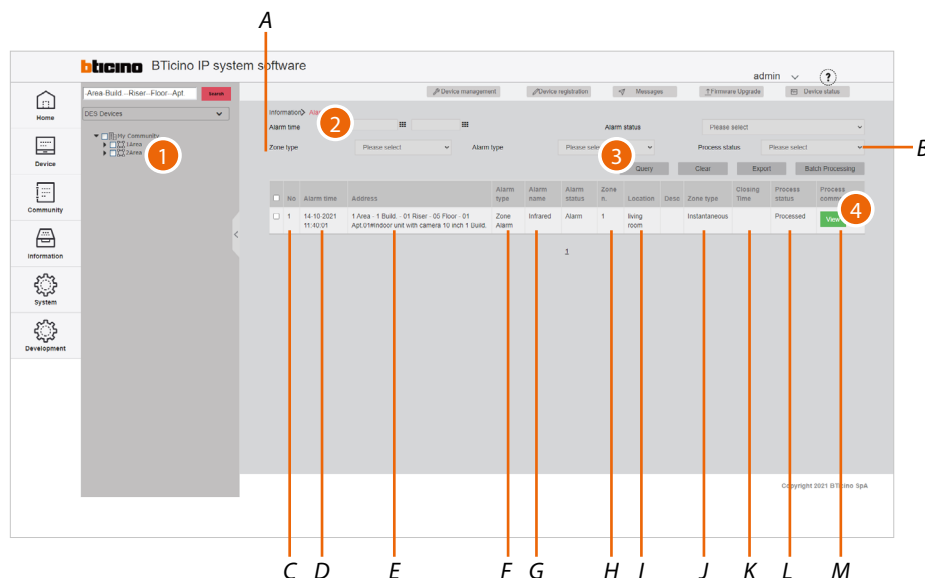 A
bticino BTicino IP system software
admin
?
Area-Build.-Riser-Floor-Apt. Search
Device management Device registration Messages Firmware Upgrade Device status
Home
DES Devices
Information> Ala
2
Alarm time Alarm status Please select
My Community
1Area
2Area
1
Zone type Please select Alarm type Please sele 3 Process status Please select
B
Device
Query Clear Export Batch Processing
Community
No Alarm time Address Alarm type Alarm name Alarm status Zone n. Location Desc Zone type Closing Time Process status Process comm
1 14-10-2021 11:40:01 1 Area - 1 Build. - 01 Riser - 05 Floor - 01 Apt.01#Indoor unit with camera 10 inch 1 Build. Zone Alarm Infrared Alarm 1 living room Instantaneous Processed View 4
Information
1
System
Development
Copyright 2021 BTicino SpA
C D E F G H I J K L M